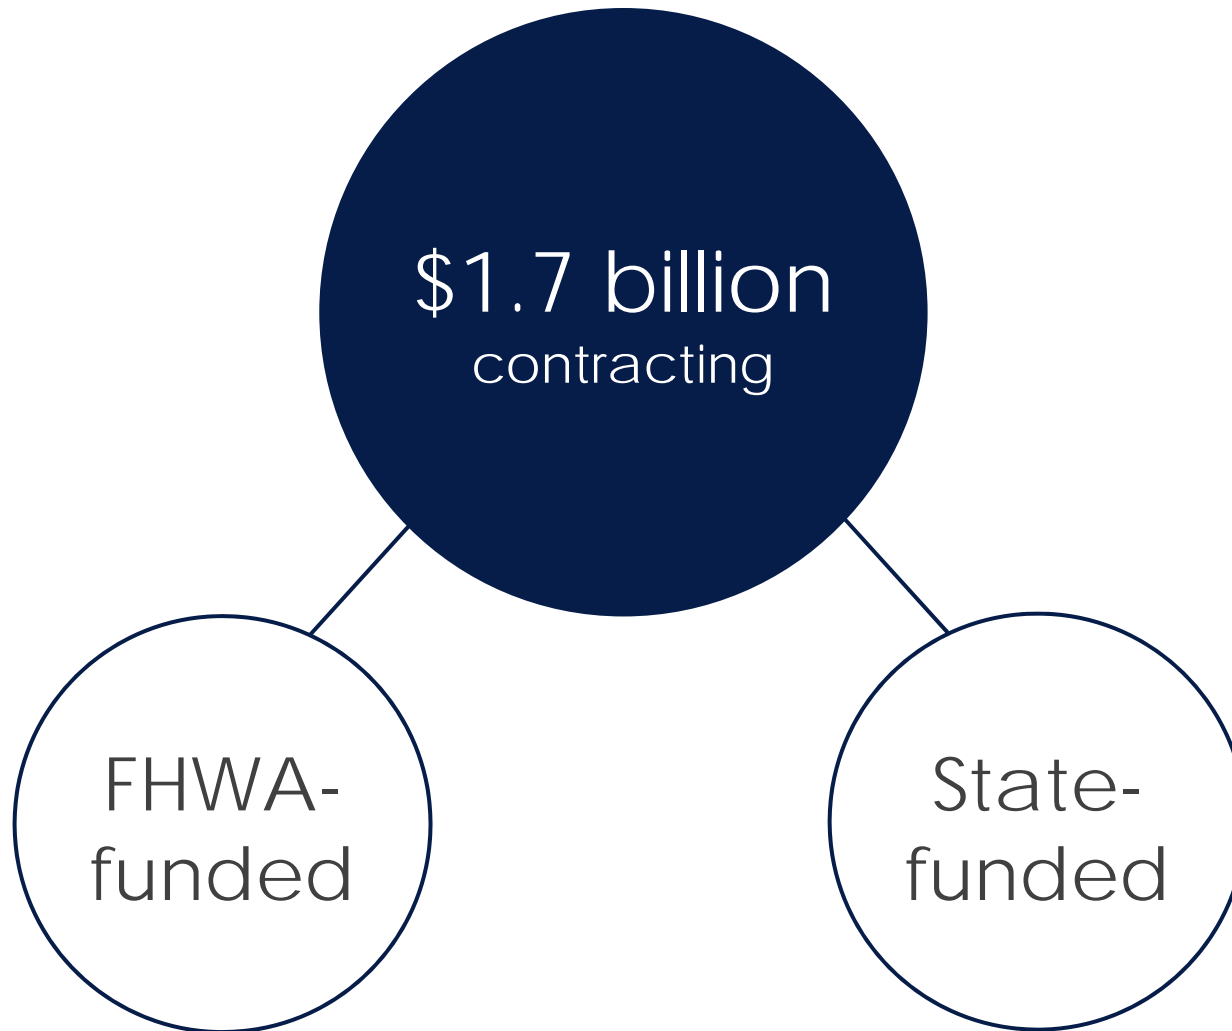 $1.7 billion
contracting
FHWA-
funded
State-
funded